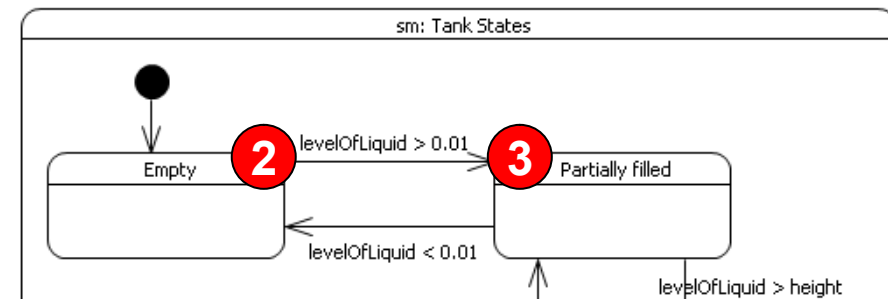 sm: Tank States
levelOfLiquid > 0.01
2
3
Empty
Partially filled
levelOfLiquid < 0.01
levelOfLiquid > height